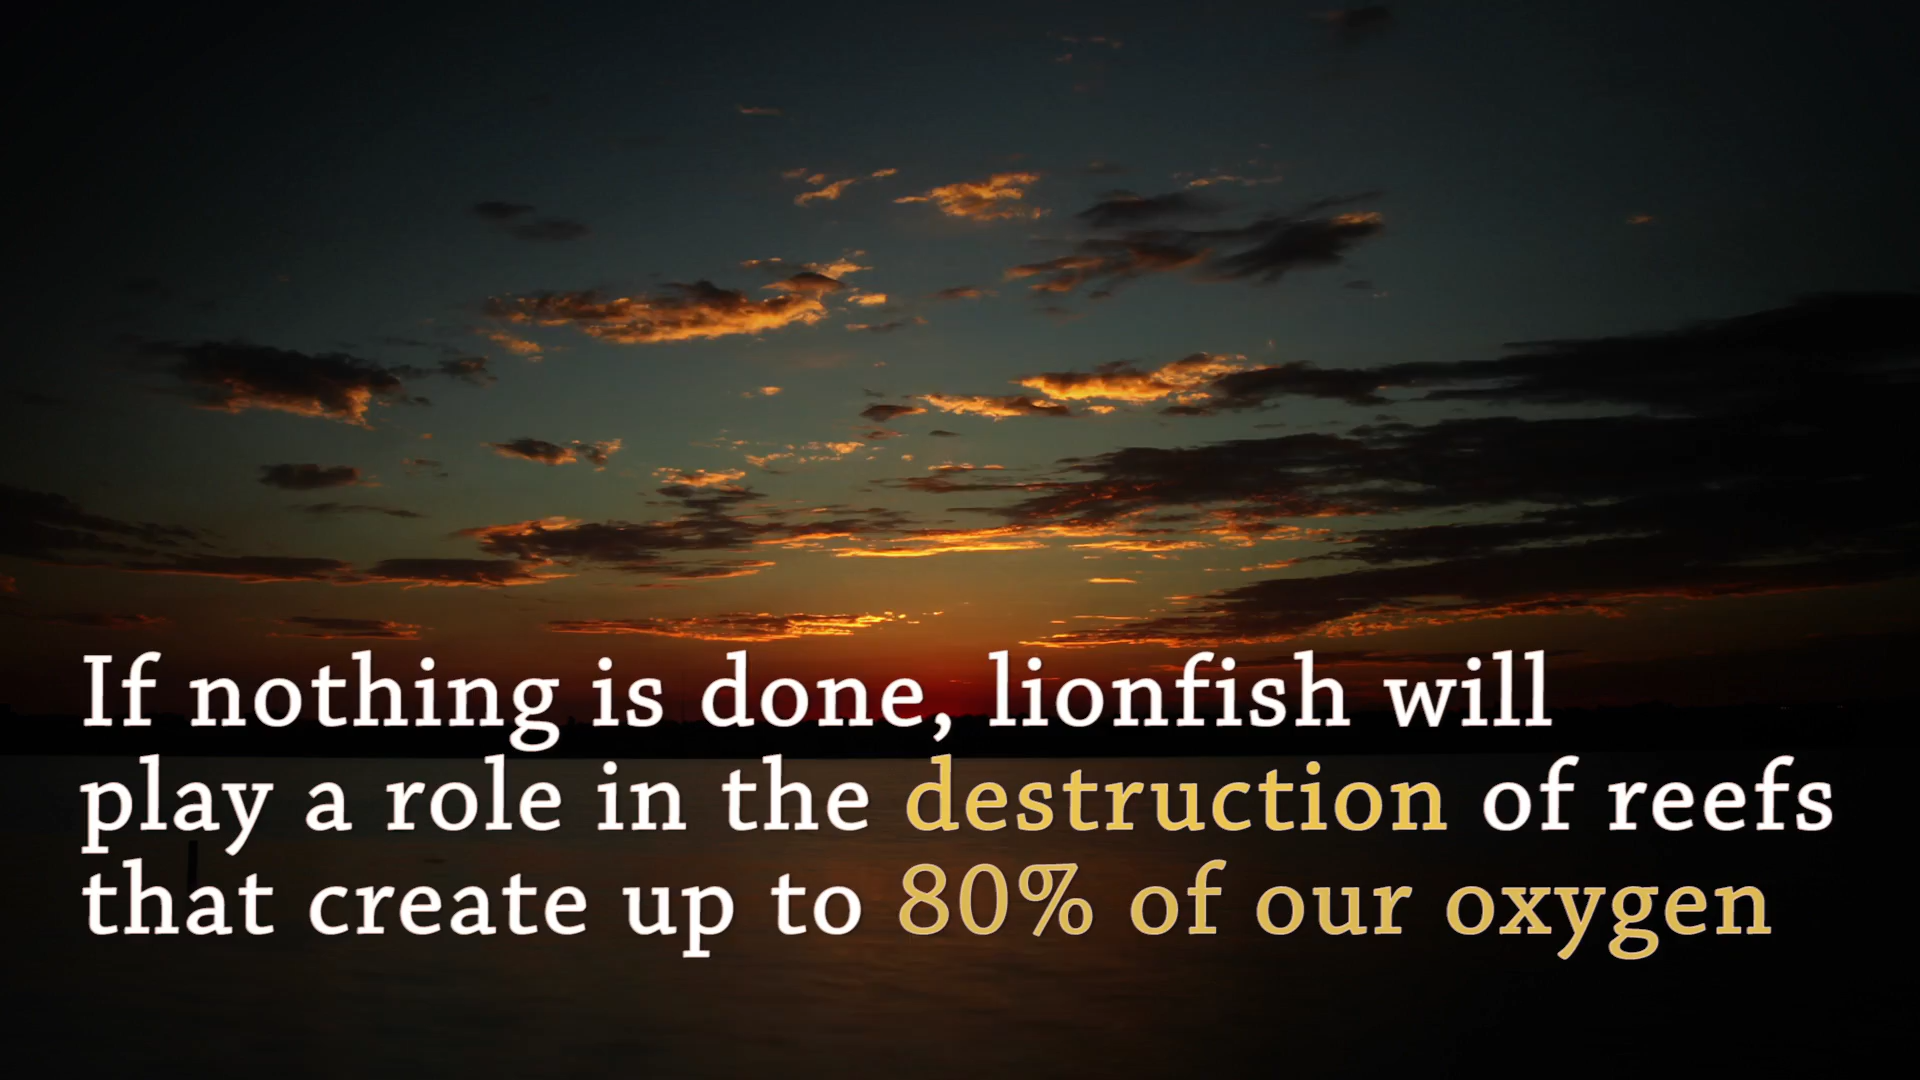 If nothing is done, lionfish will
play a role in the destruction of reefs
that create up to 80% of our oxygen